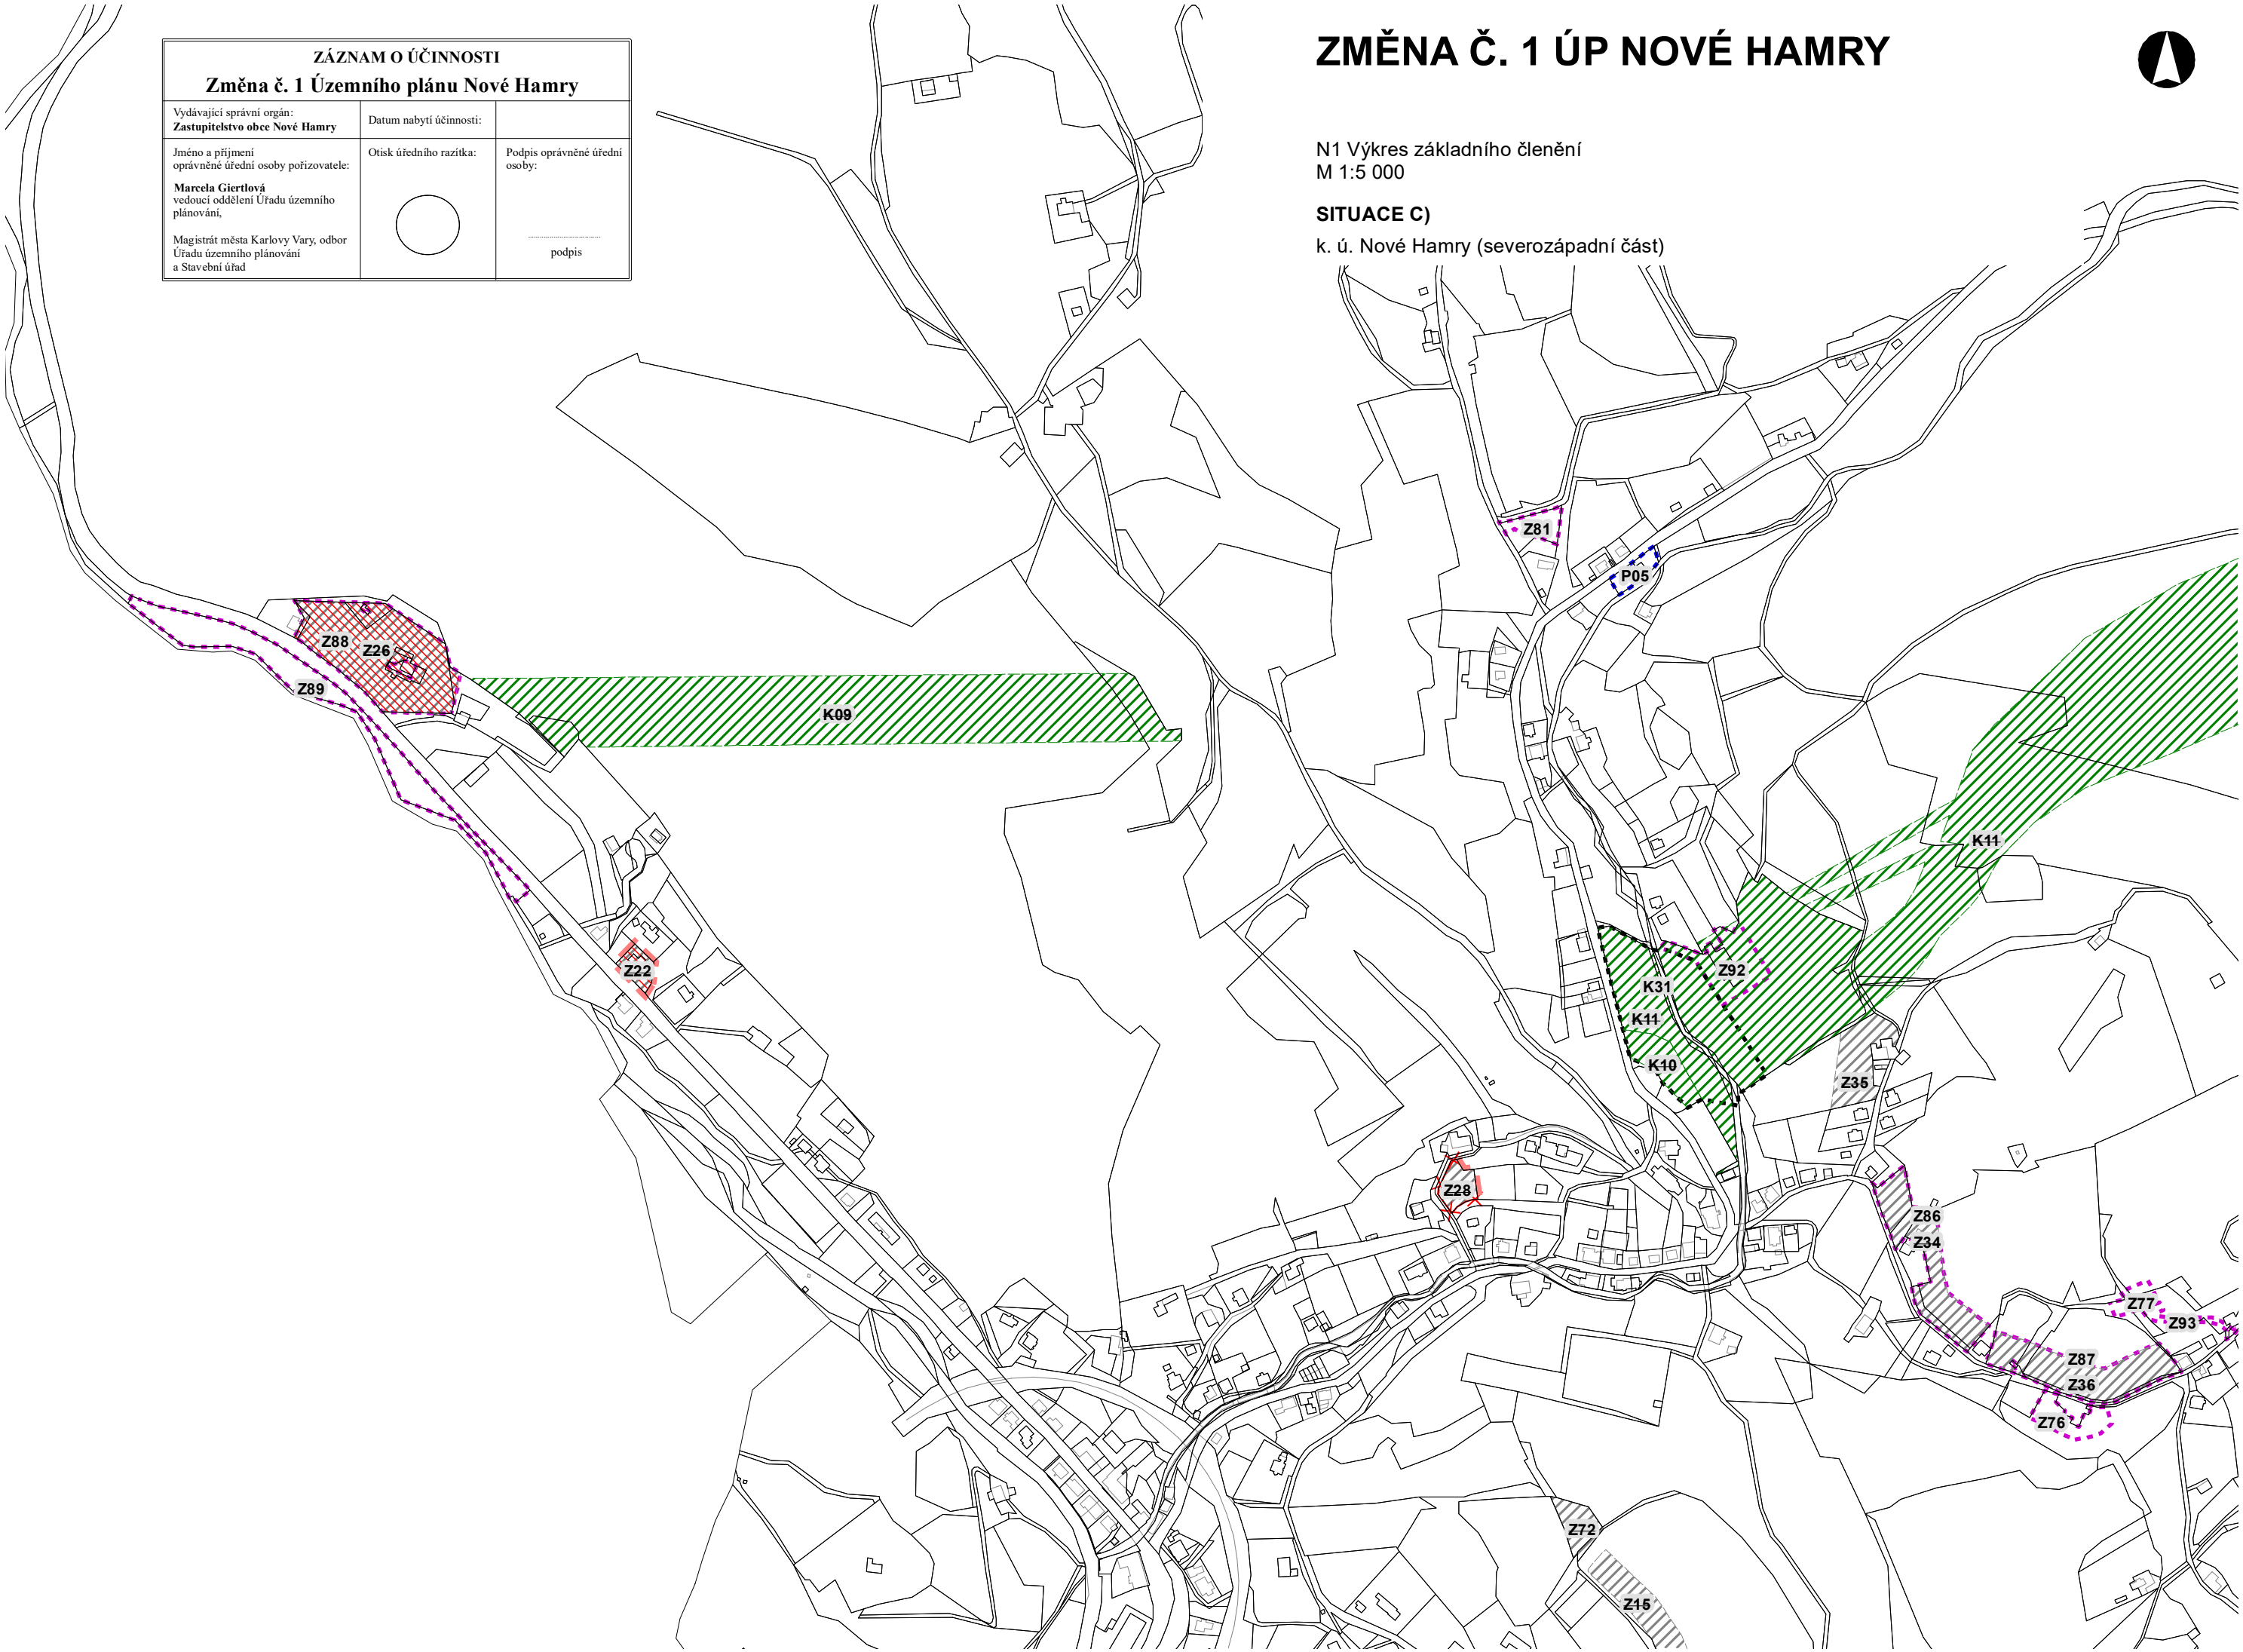 ZÁZNAM O ÚČINNOSTI
Změna č. 1 Územního plánu Nové Hamry
Vydávající správní orgán:
Zastupitelstvo obce Nové Hamry
Datum nabytí účinnosti:
Jméno a příjmení
oprávněné úřední osoby pořizovatele:
Marcela Giertlová
vedoucí oddělení Úřadu územního
plánování,
Magistrát města Karlovy Vary, odbor
Úřadu územního plánování
a Stavební úřad
Otisk úředního razítka:
Podpis oprávněné úřední
osoby:
podpis
ZMĚNA Č. 1 ÚP NOVÉ HAMRY
N1 Výkres základního členění
M 1:5 000
SITUACE C)
k. ú. Nové Hamry (severozápadní část)
Z81
P05
Z88
Z26
Z89
K09
K11
Z22
Z92
K31
K11
K10
Z35
Z28
Z86
Z34
Z77
Z93
Z87
Z36
Z76
Z72
Z15